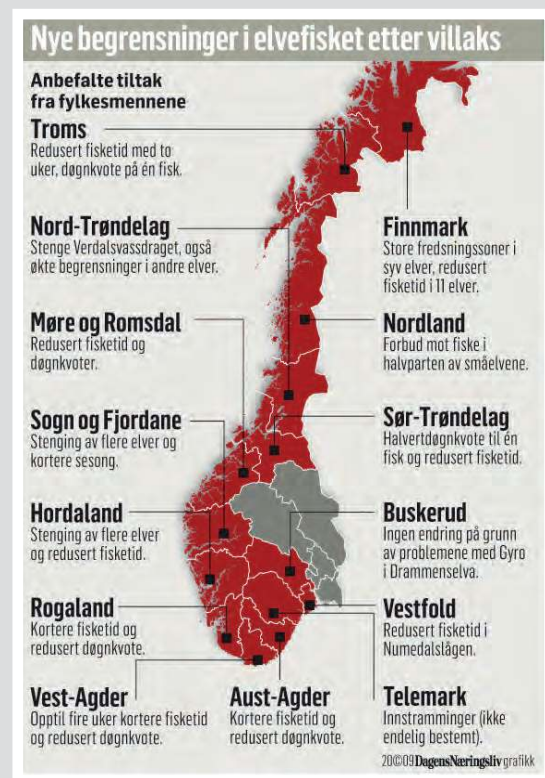 Nye begrensninger i elvefisket etter villaks
Anbefalte tiltak
fra fylkesmennene
Troms
Redusert fisketid med to
uker, døgnkvote på én fisk.
Nord-Trøndelag
Stenge Verdalsvassdraget, også
økte begrensninger i andre elver.
Møre og Romsdal
Redusert fisketid og
døgnkvoter.
Sogn og Fjordane
Stenging av flere elver og
kortere sesong.
Hordaland
Stenging av flere elver
og redusert fisketid.
Rogaland
Kortere fisketid og
redusert døgnkvote.
Vest-Agder
Opptil fire uker kortere fisketid
og redusert døgnkvote.
Aust-Agder
Kortere fisketid og
redusert døgnkvote.
Finnmark
Store fredsningssoner i
syv elver, redusert
fisketid i 11 elver.
Nordland
Forbud mot fiske i
halvparten av småelvene.
Sør-Trøndelag
Halvertdøgnkvote til én
fisk og redusert fisketid.
Buskerud
Ingen endring på grunn
av problemene med Gyro
i Drammenselva.
Vestfold
Redusert fisketid i
Numedalslågen.
Telemark
Innstramminger (ikke
endelig bestemt).
20©09 DagensNæringsliv grafikk